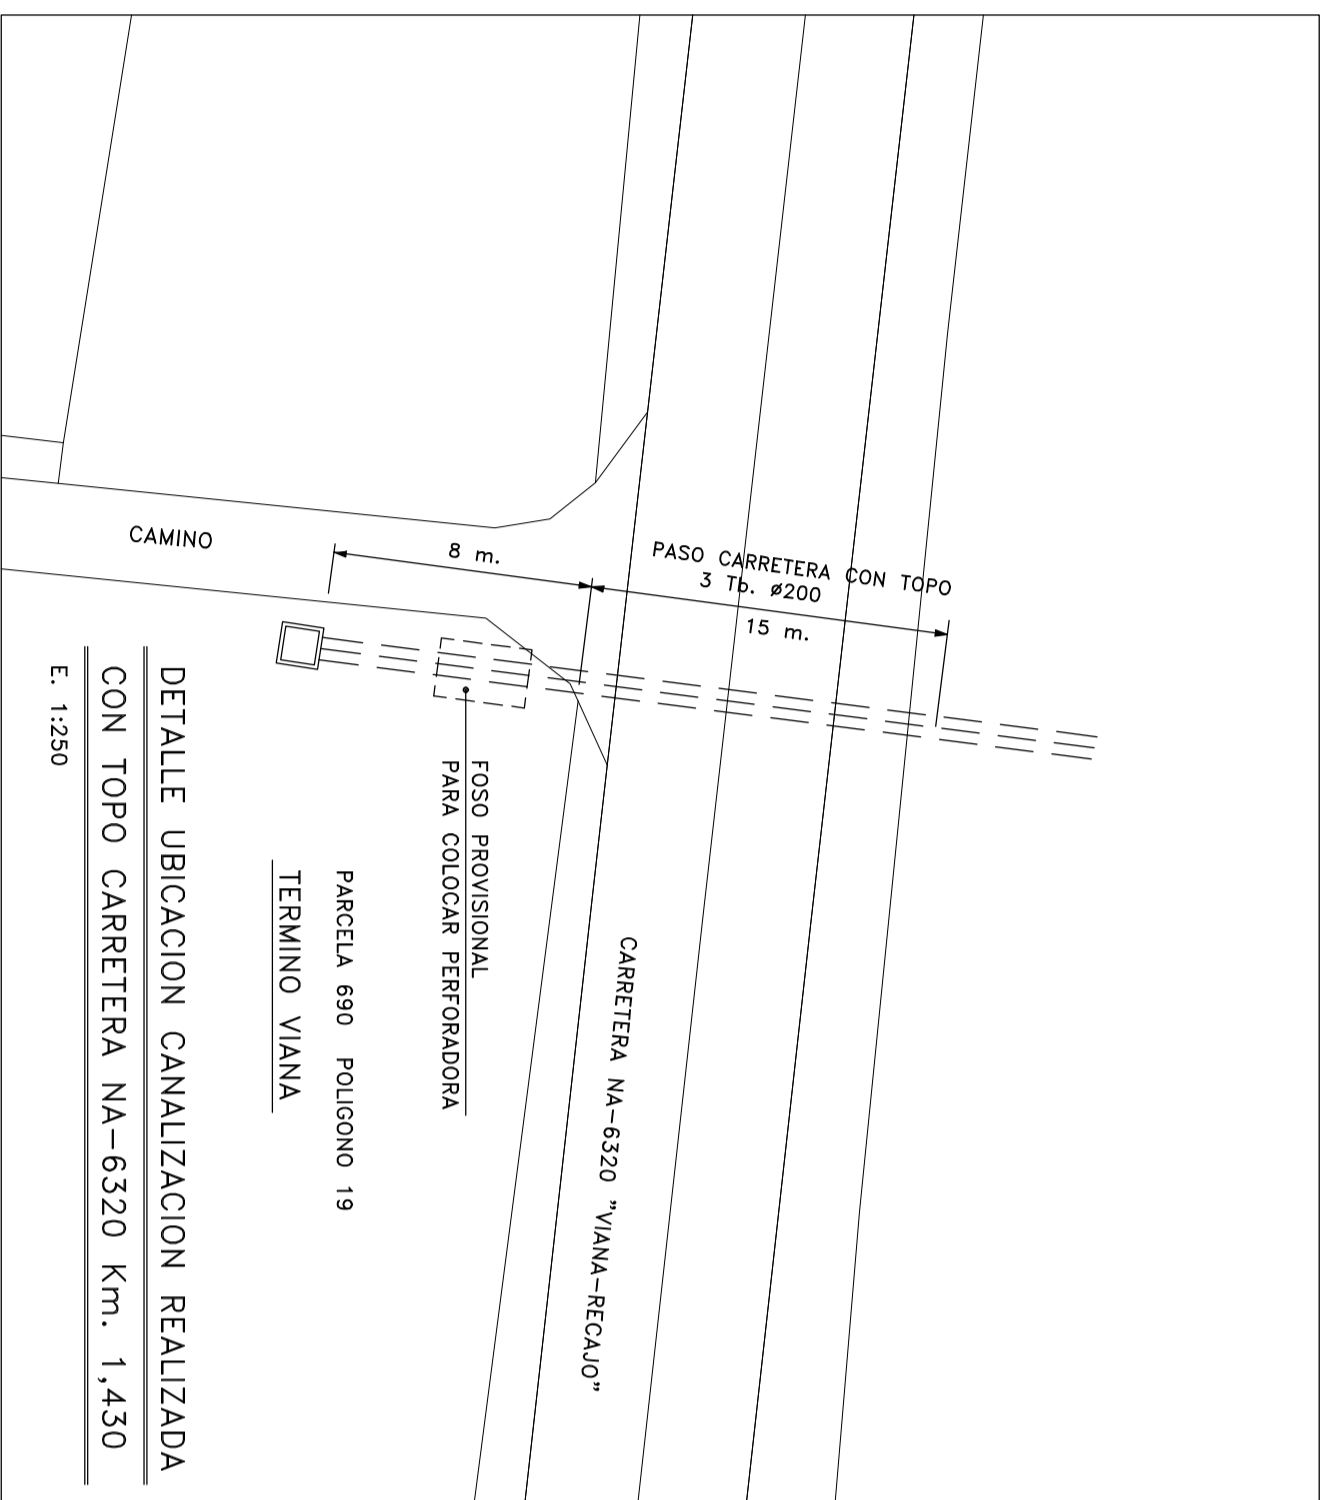 CAMINO
8 m.
PASO CARRETERA CON TOPO
3 Tb. ø200
15 m.
FOSO PROVISIONAL
PARA COLOCAR PERFORADORA
CARRETERA NA-6320 "VIANA-RECAJO"
PARCELA 690 POLIGONO 19
TERMINO VIANA
DETALLE UBICACION CANALIZACION REALIZADA
CON TOPO CARRETERA NA-6320 Km. 1,430
E. 1:250